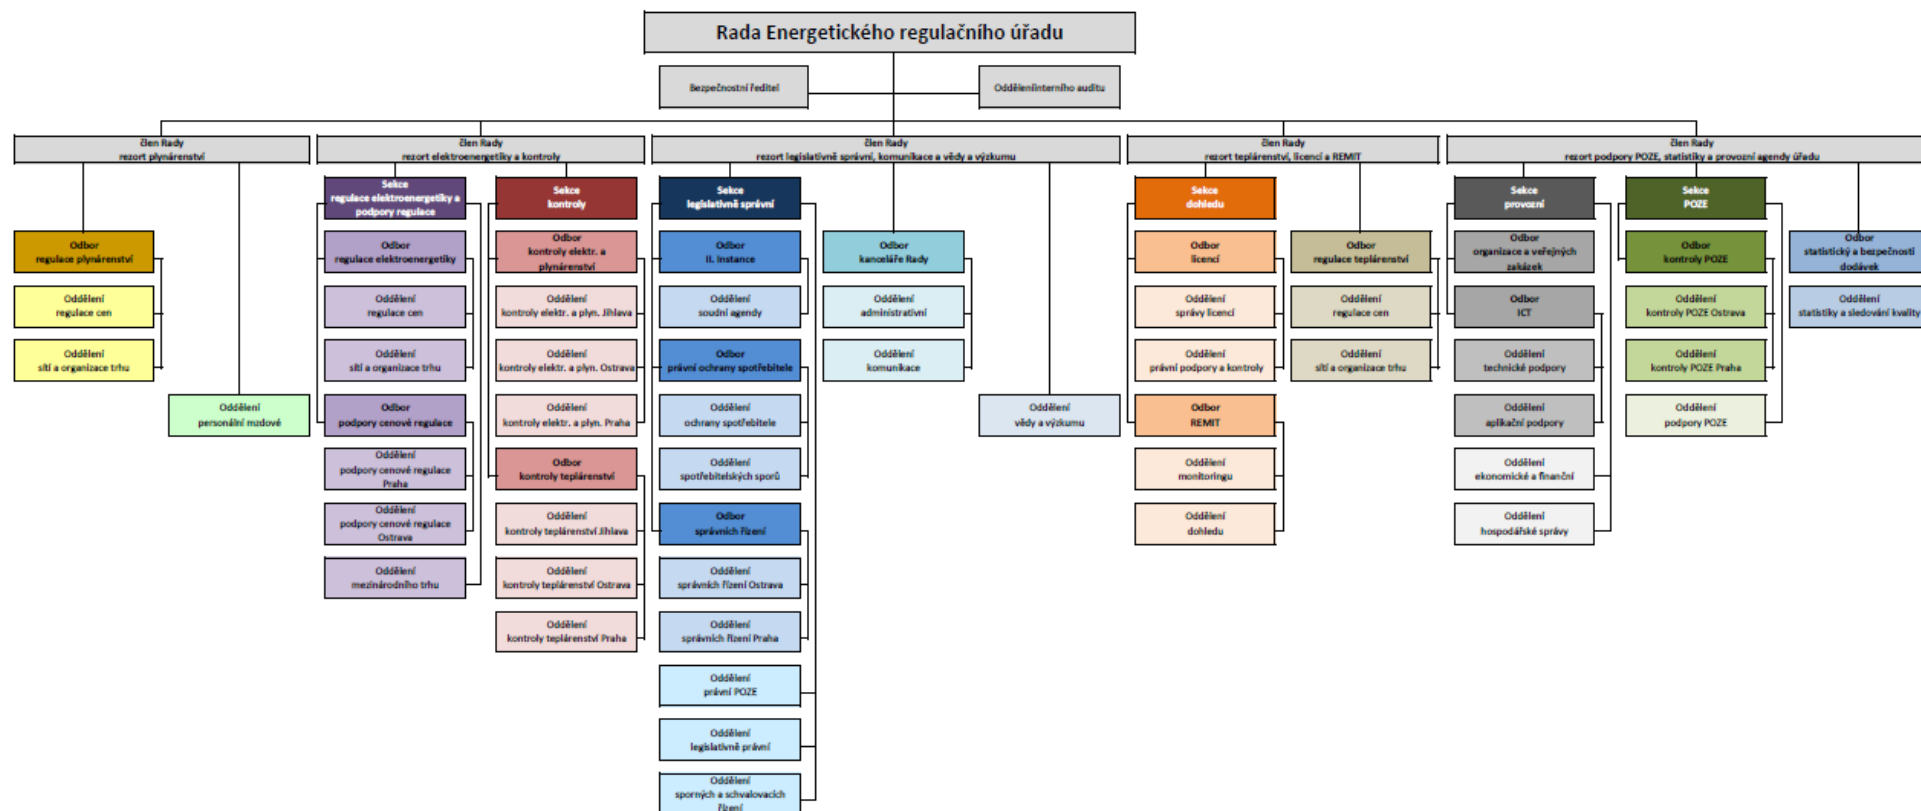 Rada Energetického regulačního úřadu
Bezpečnostní ředitel
Odděleníinterního auditu
člen Rady
rezort plynárenství
člen Rady
rezort elektroenergetiky a kontroly
člen Rady
rezort legislativně správní, komunikace a vědy a výzkumu
člen Rady
rezort teplárenství, licencí a REMIT
člen Rady
rezort podpory POZE, statistiky a provozní agendy úřadu
Odbor
regulace plynárenství
Oddělení
regulace cen
Oddělení
sítí a organizace trhu
Oddělení
personální mzdové
Sekce
regulace elektroenergetiky a
podpory regulace
Odbor
regulace elektroenergetiky
Oddělení
regulace cen
Oddělení
sítí a organizace trhu
Odbor
podpory cenové regulace
Oddělení
podpory cenové regulace
Praha
Oddělení
podpory cenové regulace
Ostrava
Oddělení
mezinárodního trhu
Sekce
kontroly
Odbor
kontroly elektr. a
plynárenství
Oddělení
kontroly elektr. a plyn. Jihlava
Oddělení
kontroly elektr. a plyn. Ostrava
Oddělení
kontroly elektr. a plyn. Praha
Odbor
kontroly teplárenství
Oddělení
kontroly teplárenství Jihlava
Oddělení
kontroly teplárenství Ostrava
Oddělení
kontroly teplárenství Praha
Sekce
legislativně správní
Odbor
II. Instance
Oddělení
soudní agendy
Odbor
právní ochrany spotřebitele
Oddělení
ochrany spotřebitele
Oddělení
spotřebitelských sporů
Odbor
správních řízení
Oddělení
správních řízení Ostrava
Oddělení
správních řízení Praha
Oddělení
právní POZE
Oddělení
legislativně právní
Oddělení
sporných a schvalovacích
řízení
Odbor
kanceláře Rady
Oddělení
administrativní
Oddělení
komunikace
Oddělení
vědy a výzkumu
Sekce
dohledu
Odbor
licencí
Oddělení
správy licencí
Oddělení
právní podpory a kontroly
Odbor
REMIT
Oddělení
monitoringu
Oddělení
dohledu
Odbor
regulace teplárenství
Oddělení
regulace cen
Oddělení
sítí a organizace trhu
Sekce
provozní
Odbor
organizace a veřejných
zakázek
Odbor
ICT
Oddělení
technické podpory
Oddělení
aplikační podpory
Oddělení
ekonomické a finanční
Oddělení
hospodářské správy
Sekce
POZE
Odbor
kontroly POZE
Oddělení
kontroly POZE Ostrava
Oddělení
kontroly POZE Praha
Oddělení
podpory POZE
Odbor
statistický a bezpečnosti
dodávek
Oddělení
statistiky a sledování kvality